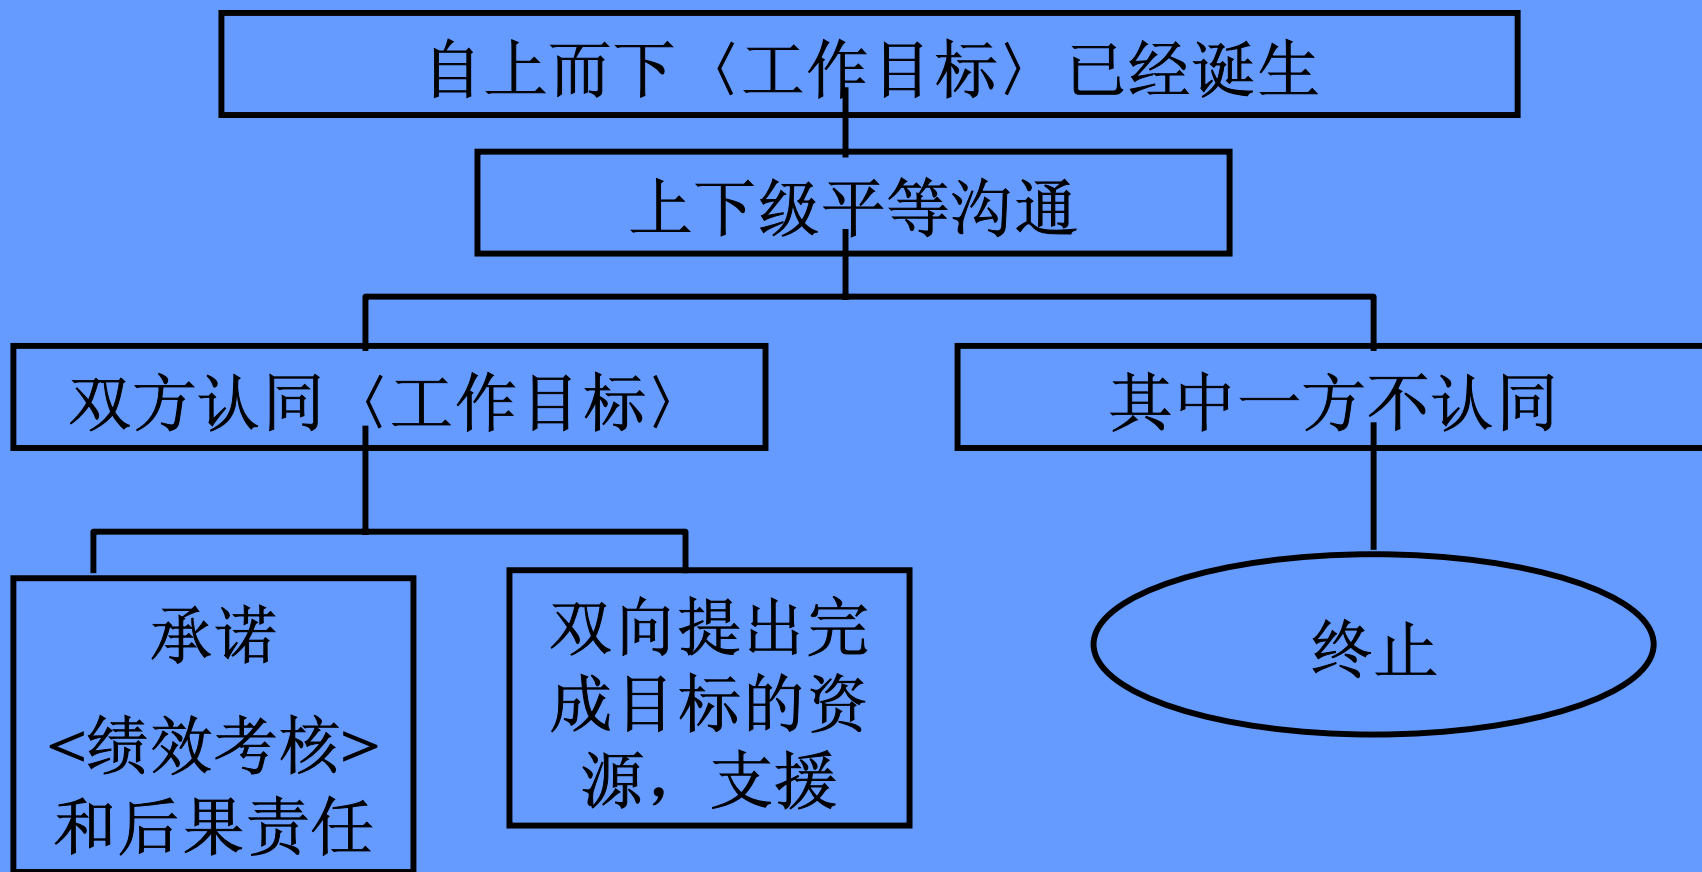 自上而下〈工作目标〉已经诞生
上下级平等沟通
双方认同〈工作目标〉
其中一方不认同
承诺
<绩效考核>
和后果责任
双向提出完
成目标的资
源，支援
终止